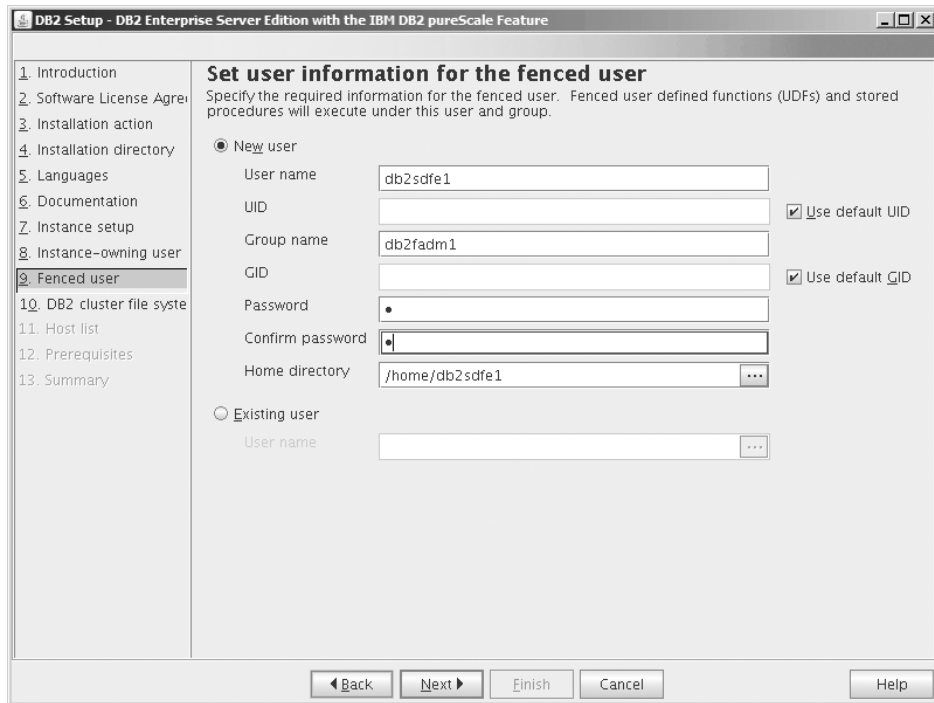 DB2 Setup - DB2 Enterprise Server Edition with the IBM DB2 pureScale Feature
1. Introduction
2. Software License Agre
3. Installation action
4. Installation directory
5. Languages
6. Documentation
7. Instance setup
8. Instance-owning user
9. Fenced user
10. DB2 cluster file syste
11. Host list
12. Prerequisites
13. Summary
Set user information for the fenced user
Specify the required information for the fenced user. Fenced user defined functions (UDFs) and stored
procedures will execute under this user and group.
New user
User name db2sdfe1
UID Use default UID
Group name db2fadm1
GID Use default GID
Password •
Confirm password •
Home directory /home/db2sdfe1 ...
Existing user
User name ...
Back Next Finish Cancel Help